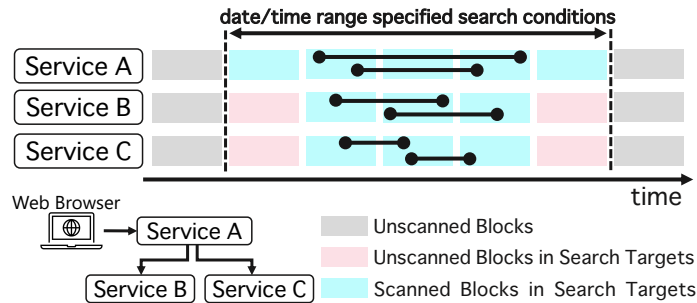 date/time range specified search conditions
Service A
Service B
Service C
time
Web Browser
Service A
Service B
Service C
Unscanned Blocks
Unscanned Blocks in Search Targets
Scanned Blocks in Search Targets